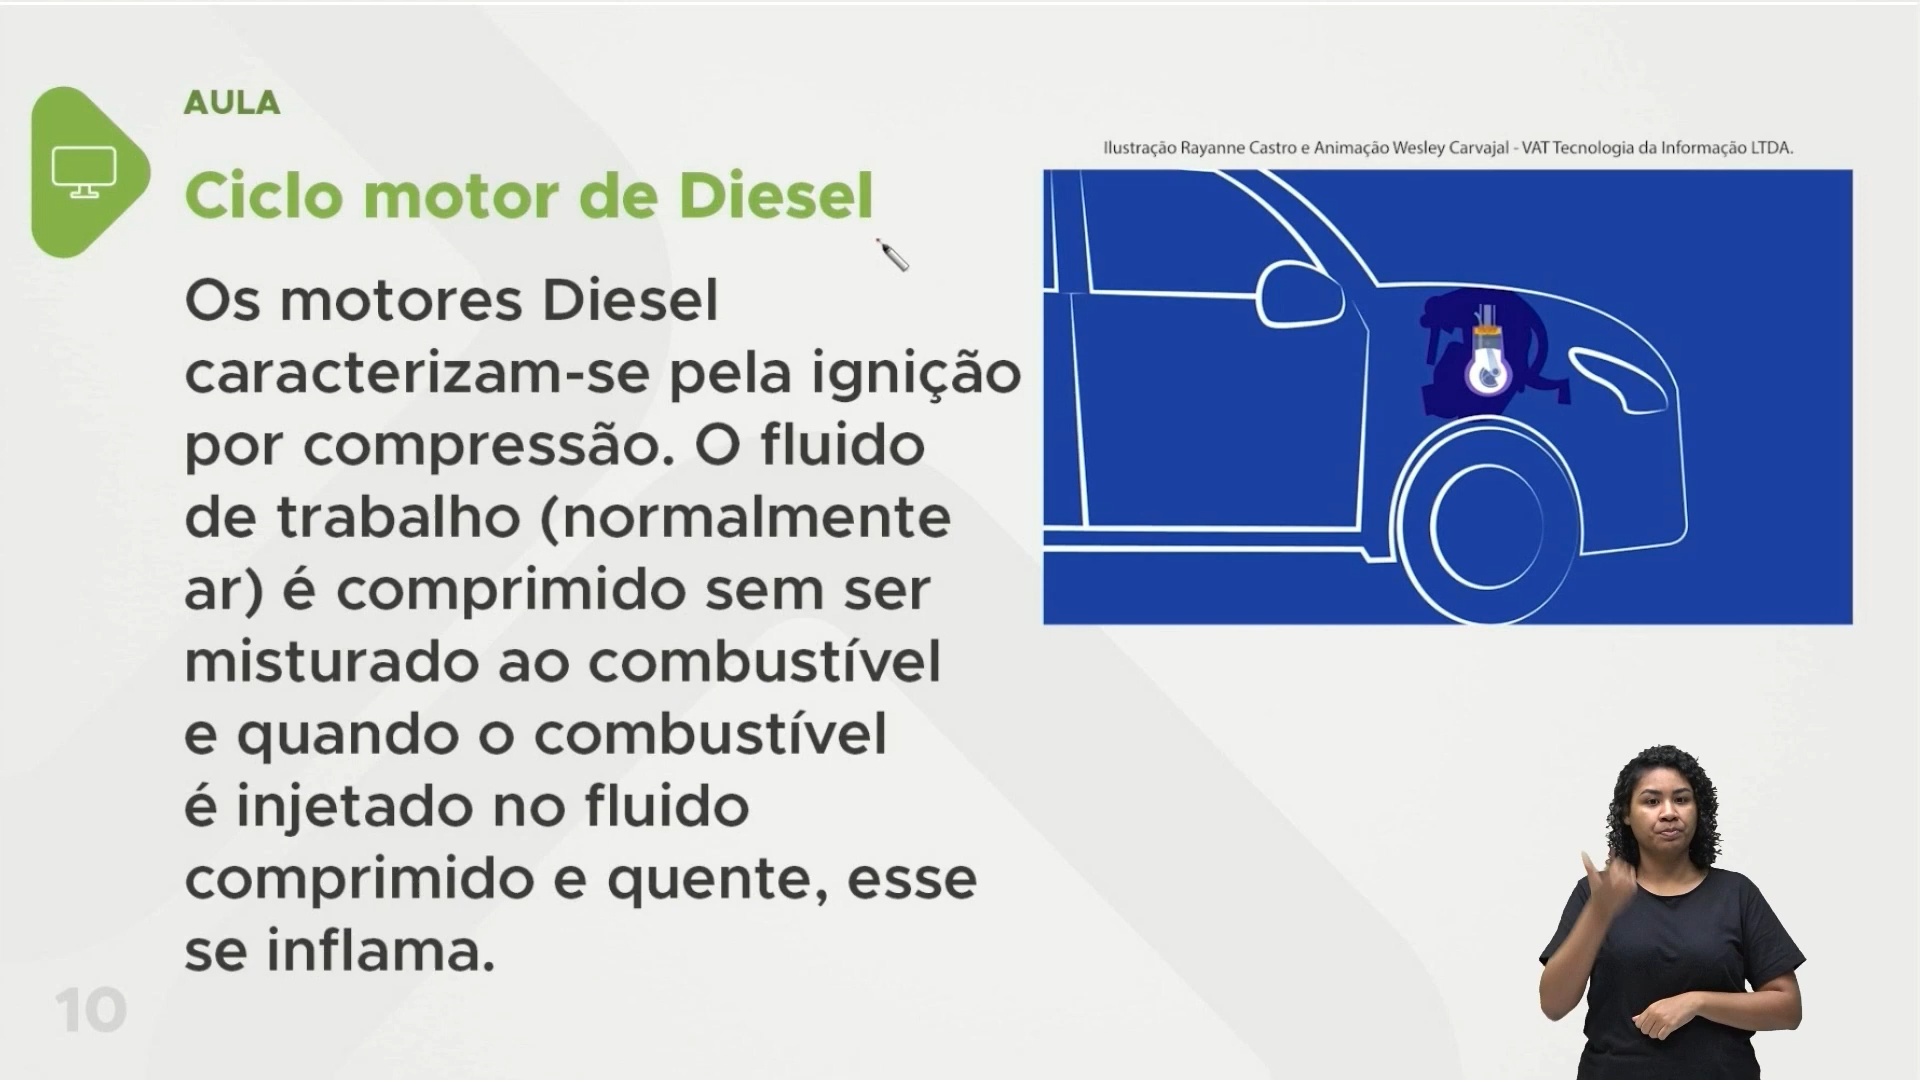 AULA
Ciclo motor de Diesel
Ilustração Rayanne Castro e Animação Wesley Carvajal - VAT Tecnologia da Informação LTDA.
Os motores Diesel
caracterizam-se pela ignição
por compressão. O fluido
de trabalho (normalmente
ar) é comprimido sem ser
misturado ao combustível
e quando o combustível
é injetado no fluido
comprimido e quente, esse
se inflama.
10